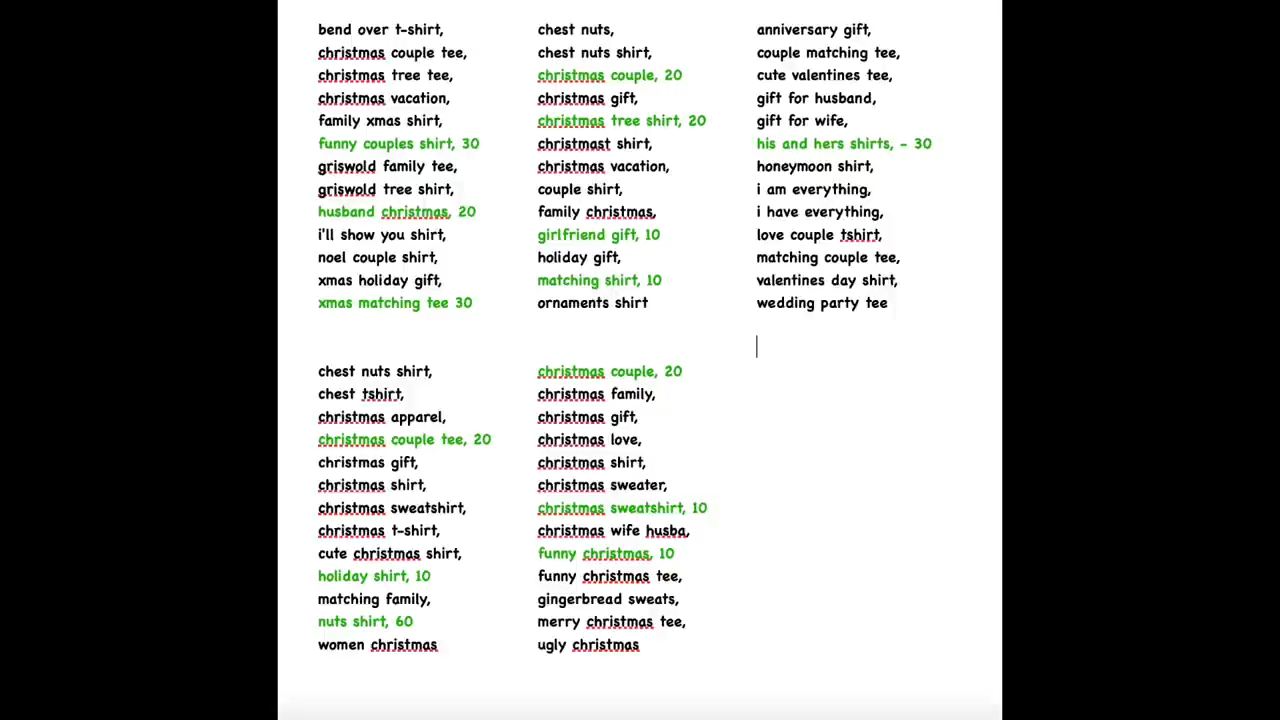 bend over t-shirt,
christmas couple tee,
christmas tree tee,
christmas vacation,
family xmas shirt,
funny couples shirt, 30
griswold family tee,
griswold tree shirt,
husband christmas, 20
i'll show you shirt,
noel couple shirt,
xmas holiday gift,
xmas matching tee 30
chest nuts,
chest nuts shirt,
christmas couple, 20
christmas gift,
christmas tree shirt, 20
christmast shirt,
christmas vacation,
couple shirt,
family christmas,
girlfriend gift, 10
holiday gift,
matching shirt, 10
ornaments shirt
anniversary gift,
couple matching tee,
cute valentines tee,
gift for husband,
gift for wife,
his and hers shirts, - 30
honeymoon shirt,
i am everything,
i have everything,
love couple tshirt,
matching couple tee,
valentines day shirt,
wedding party tee
chest nuts shirt,
chest tshirt,
christmas apparel,
christmas couple tee, 20
christmas gift,
christmas shirt,
christmas sweatshirt,
christmas t-shirt,
cute christmas shirt,
holiday shirt, 10
matching family,
nuts shirt, 60
women christmas
christmas couple, 20
christmas family,
christmas gift,
christmas love,
christmas shirt,
christmas sweater,
christmas sweatshirt, 10
christmas wife husba,
funny christmas, 10
funny christmas tee,
gingerbread sweats,
merry christmas tee,
ugly christmas